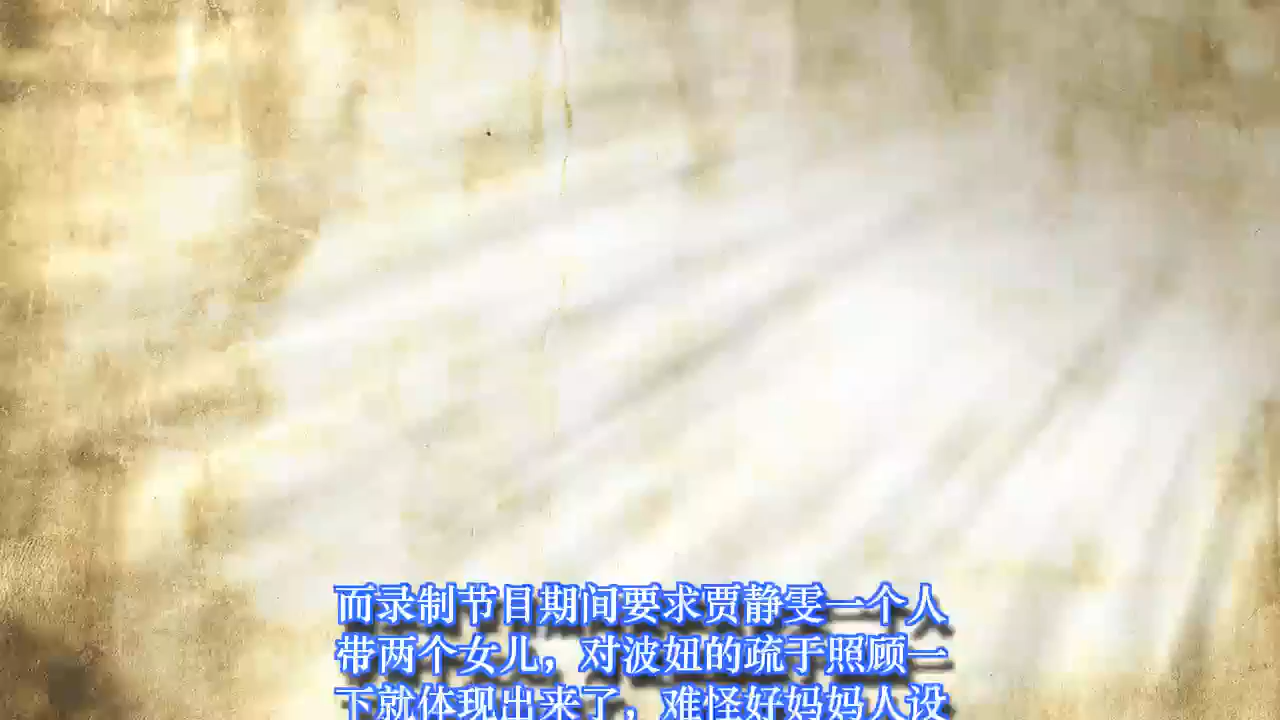 而录制节目期间要求贾静雯一个人
带两个女儿，对波妞的疏于照顾一
下就体现出来了，难怪好妈妈人设